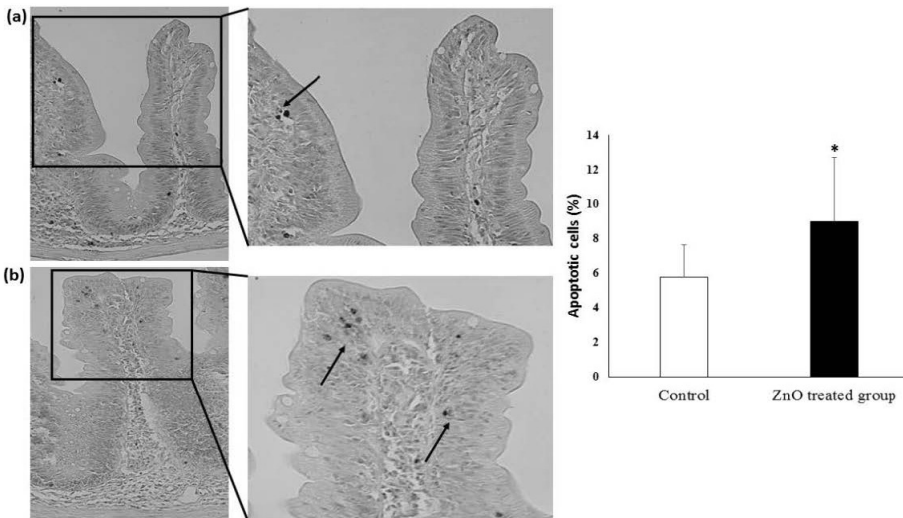 (a)
(b)
Apoptotic cells (%)
14
12
10
8
6
4
2
0
*
Control
ZnO treated group